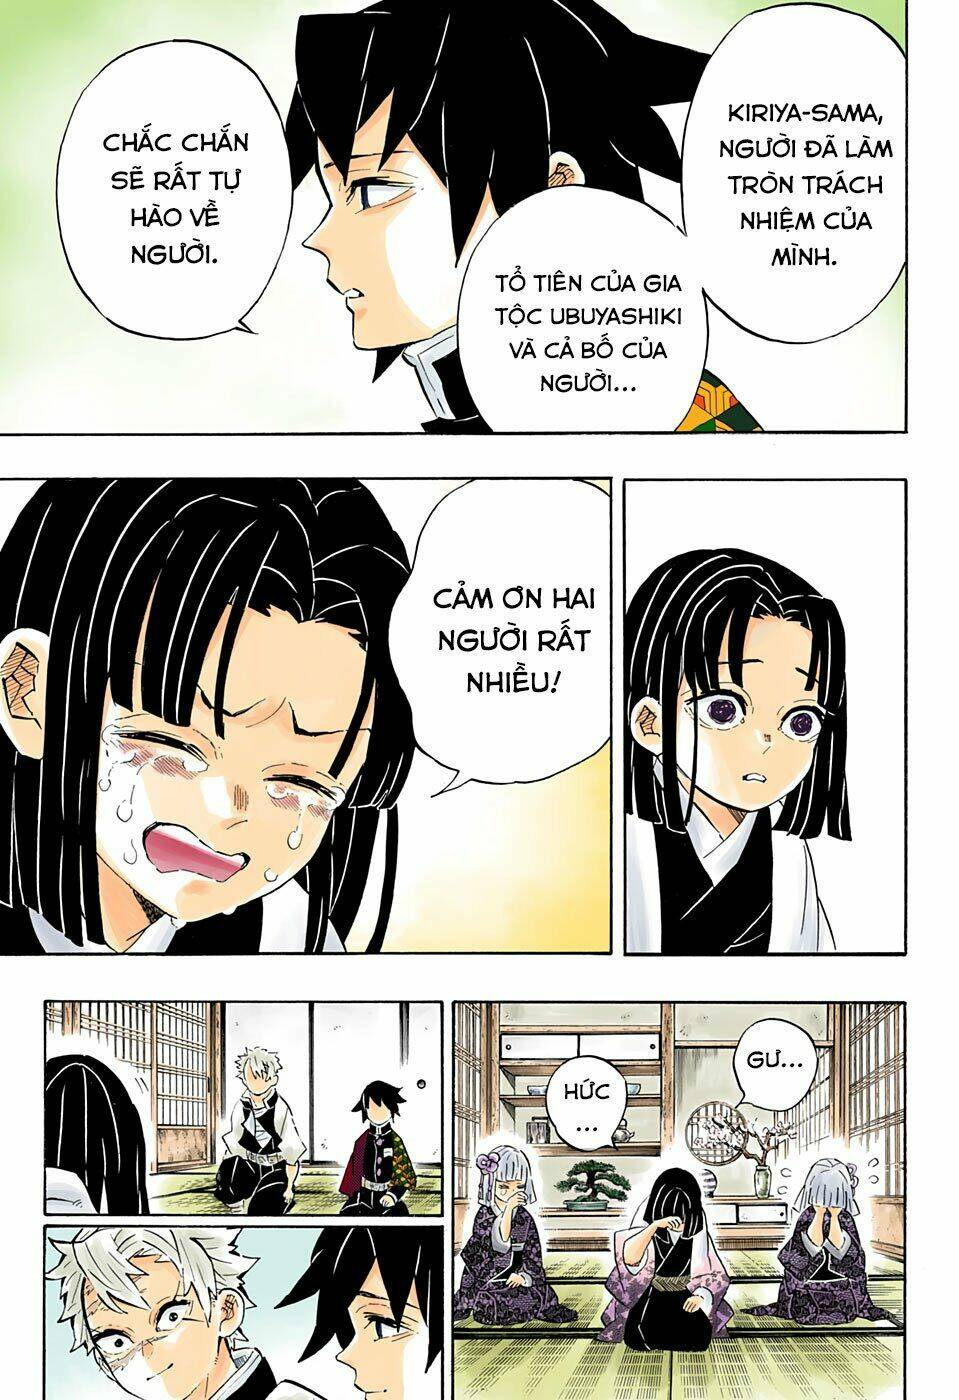 KIRIYA-SAMA,
NGƯỜI ĐÃ LÀM
TRÒN TRÁCH
NHIỆM CỦA
MÌNH.
TỔ TIÊN CỦA GIA
TỘC UBUYASHIKI
VÀ CẢ BỐ CỦA
NGƯỜI...
CHẮC CHẮN
SẼ RẤT TỰ
HÀO VỀ
NGƯỜI.
CẢM ƠN HAI
NGƯỜI RẤT
NHIỀU!
GƯ...
HỨC
...